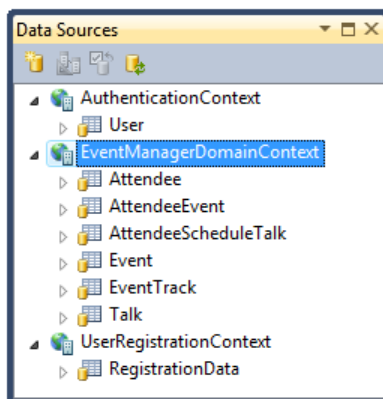 Data Sources
AuthenticationContext
User
EventManagerDomainContext
Attendee
AttendeeEvent
AttendeeScheduleTalk
Event
EventTrack
Talk
UserRegistrationContext
RegistrationData